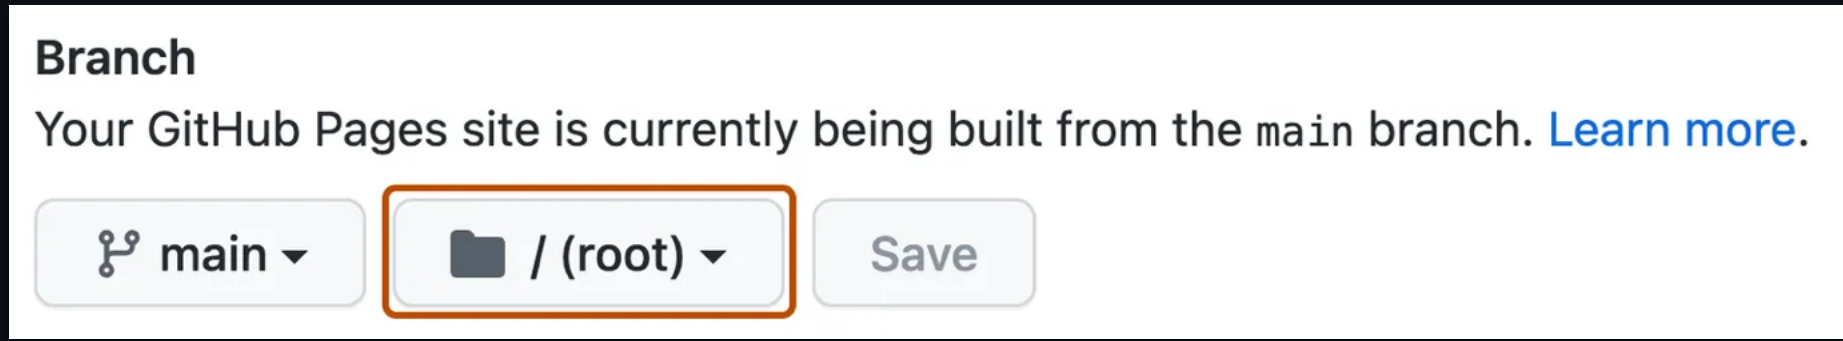 Branch
Your GitHub Pages site is currently being built from the main branch. Learn more.
main / (root) Save